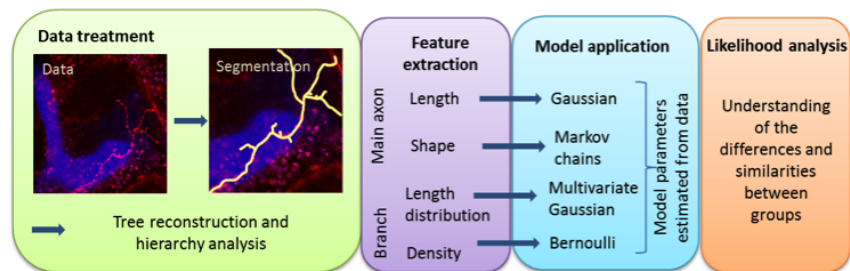 Data treatment
Data
Segmentation
Tree reconstruction and
hierarchy analysis
Feature
extraction
Main axon
Length
Shape
Branch
Length
distribution
Density
Model application
Gaussian
Markov
chains
Multivariate
Gaussian
Bernoulli
Model parameters
estimated from data
Likelihood analysis
Understanding
of the
differences and
similarities
between
groups